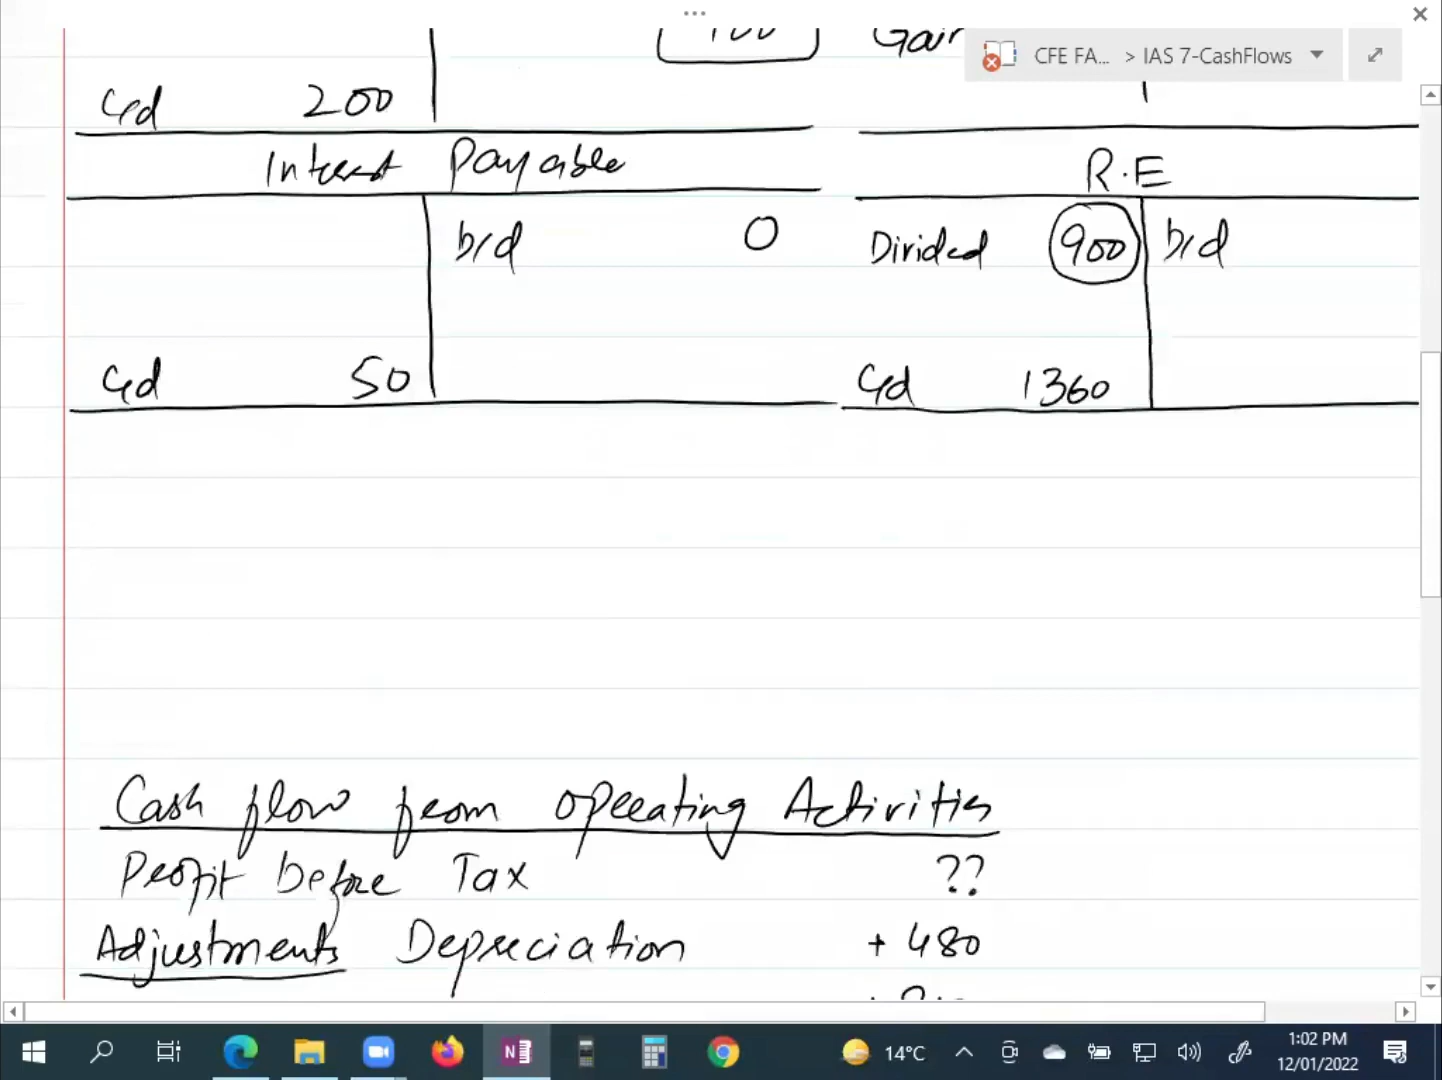 CFE FA... > IAS 7-CashFlows
c/d 200
Interest Payable
b/d 0
c/d 50
R.E
Divided 900 b/d
c/d 1360
Cash flow from operating Activities
Profit before Tax ??
Adjustments Depreciation + 480
14°C
1:02 PM
12/01/2022